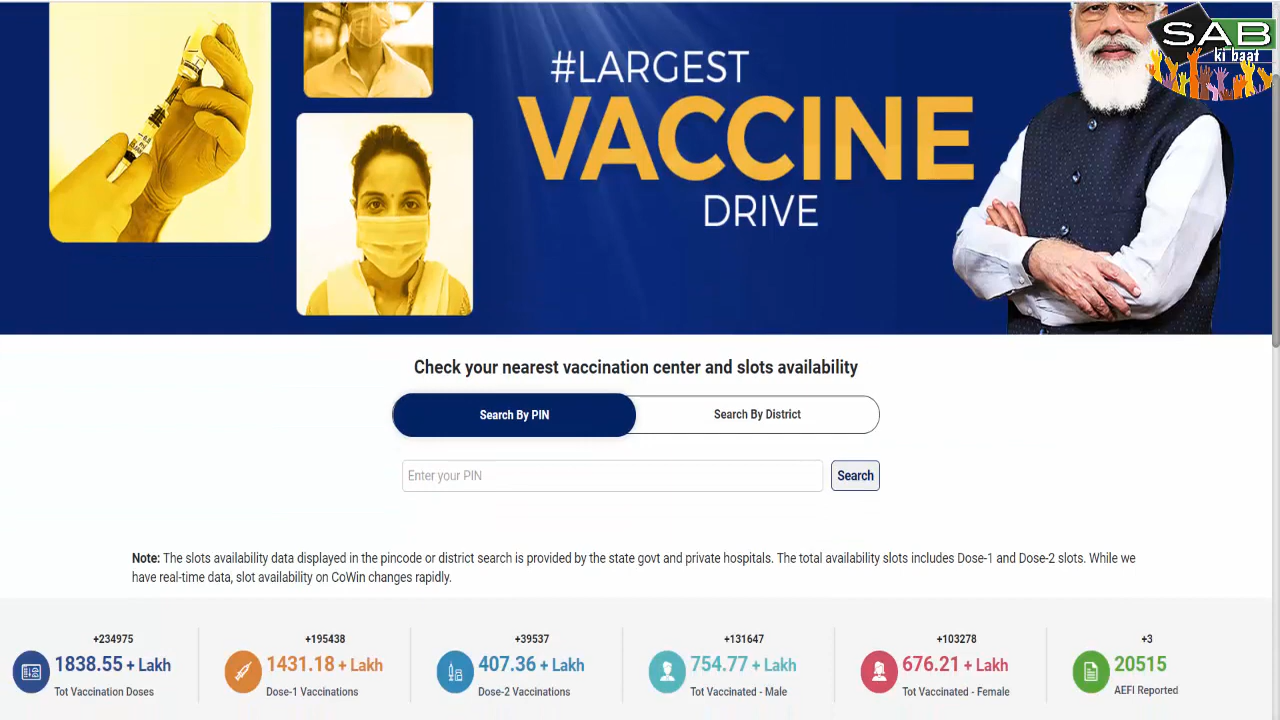 #LARGEST
VACCINE
DRIVE
SAB
ki baat
Check your nearest vaccination center and slots availability
Search By PIN
Search By District
Enter your PIN
Search
Note: The slots availability data displayed in the pincode or district search is provided by the state govt and private hospitals. The total availability slots includes Dose-1 and Dose-2 slots. While we
have real-time data, slot availability on CoWin changes rapidly.
+234975
1838.55 + Lakh
Tot Vaccination Doses
+195438
1431.18 + Lakh
Dose-1 Vaccinations
+39537
407.36 + Lakh
Dose-2 Vaccinations
+131647
754.77 + Lakh
Tot Vaccinated - Male
+103278
676.21 + Lakh
Tot Vaccinated - Female
+3
20515
AEFI Reported